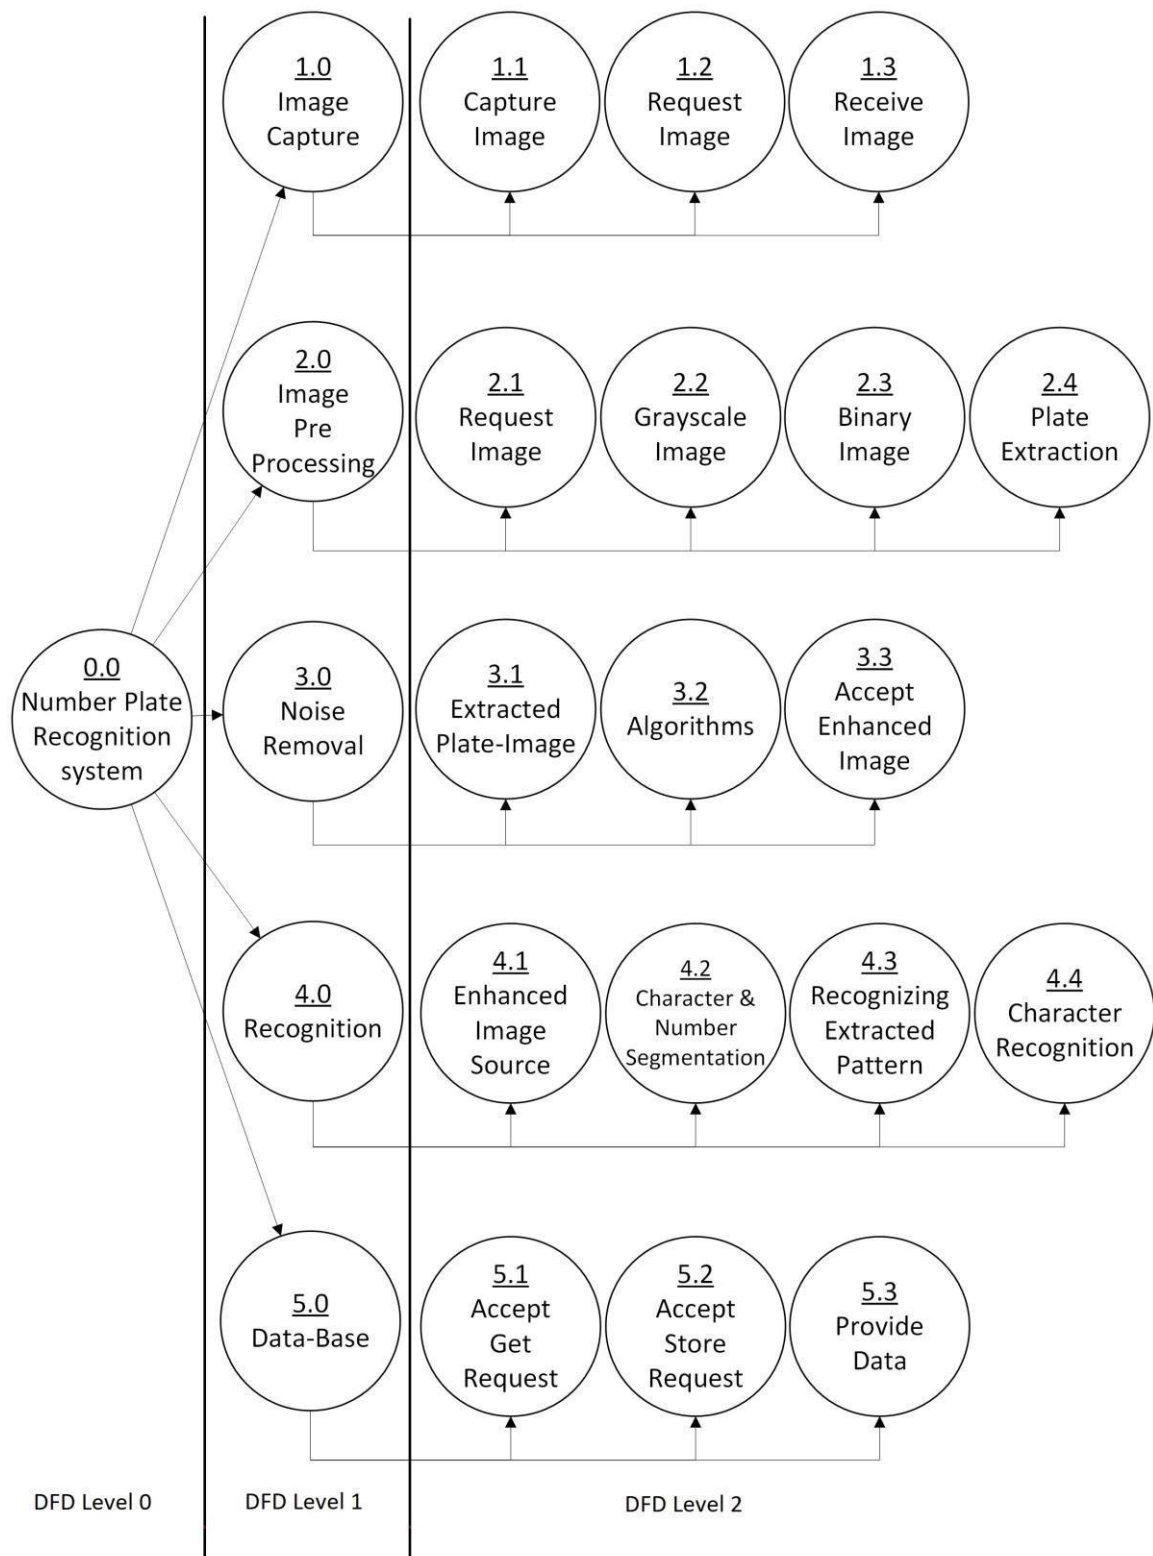 1.0
Image
Capture
1.1
Capture
Image
1.2
Request
Image
1.3
Receive
Image
2.0
Image
Pre
Processing
2.1
Request
Image
2.2
Grayscale
Image
2.3
Binary
Image
2.4
Plate
Extraction
0.0
Number Plate
Recognition
system
3.0
Noise
Removal
3.1
Extracted
Plate-Image
3.2
Algorithms
3.3
Accept
Enhanced
Image
4.0
Recognition
4.1
Enhanced
Image
Source
4.2
Character &
Number
Segmentation
4.3
Recognizing
Extracted
Pattern
4.4
Character
Recognition
5.0
Data-Base
5.1
Accept
Get
Request
5.2
Accept
Store
Request
5.3
Provide
Data
DFD Level 0
DFD Level 1
DFD Level 2